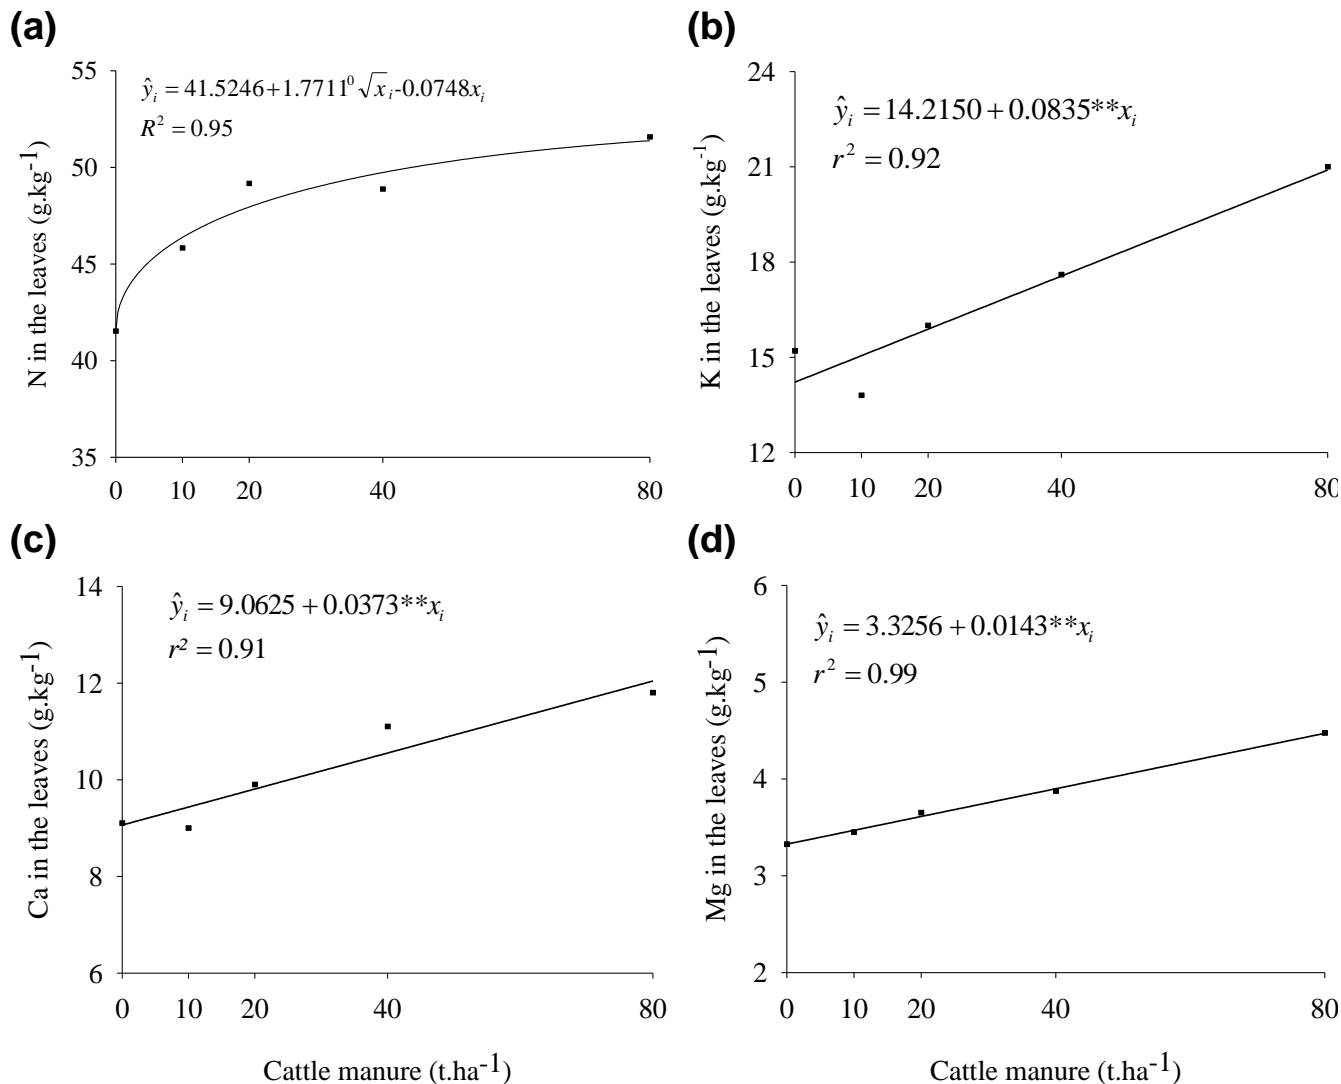 (a)
ŷᵢ = 41.5246+1.7711⁰√xᵢ-0.0748xᵢ
R² = 0.95
N in the leaves (g.kg⁻¹)
55
50
45
40
35
0 10 20 40 80
(b)
ŷᵢ = 14.2150 + 0.0835**xᵢ
r² = 0.92
K in the leaves (g.kg⁻¹)
24
21
18
15
12
0 10 20 40 80
(c)
ŷᵢ = 9.0625 + 0.0373**xᵢ
r² = 0.91
Ca in the leaves (g.kg⁻¹)
14
12
10
8
6
0 10 20 40 80
Cattle manure (t.ha⁻¹)
(d)
ŷᵢ = 3.3256 + 0.0143**xᵢ
r² = 0.99
Mg in the leaves (g.kg⁻¹)
6
5
4
3
2
0 10 20 40 80
Cattle manure (t.ha⁻¹)